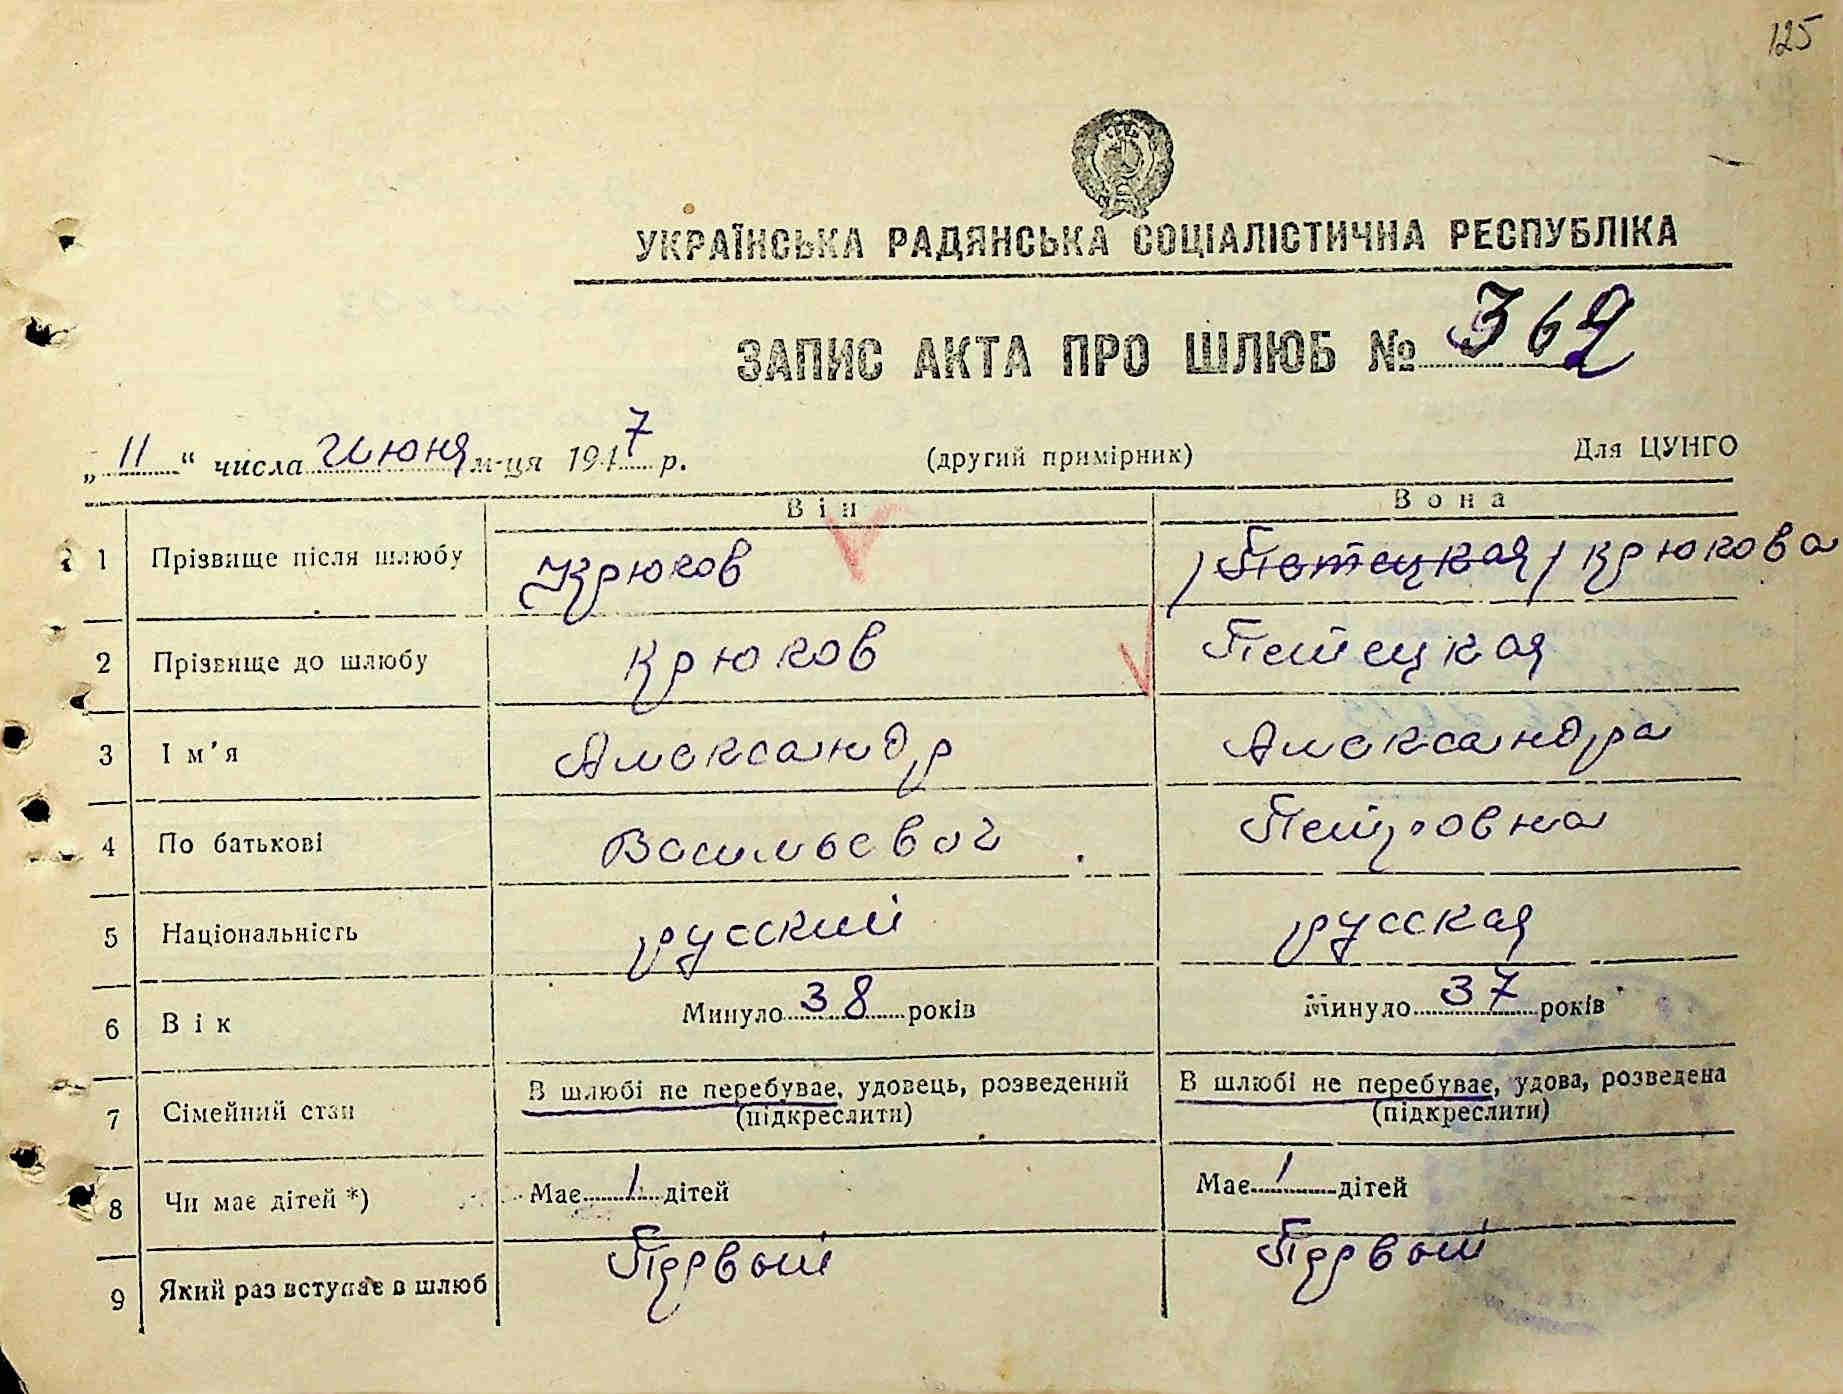 125
УКРАЇНСЬКА РАДЯНСЬКА СОЦІАЛІСТИЧНА РЕСПУБЛІКА
ЗАПИС АКТА ПРО ШЛЮБ № 369
„11“ числа Июня м-ця 1947 р. (другий примірник) Для ЦУНГО
Він Вона
1 Прізвище після шлюбу Крюков /Петецкая/ Крюкова
2 Прізвище до шлюбу Крюков Петецкая
3 Ім'я Александр Александра
4 По батькові Васильевич Петровна
5 Національність русский русская
6 Вік Минуло 38 років Минуло 37 років
7 Сімейний стан В шлюбі не перебуває, удовець, розведений (підкреслити) В шлюбі не перебуває, удова, розведена (підкреслити)
8 Чи має дітей *) Має 1 дітей Має 1 дітей
9 Який раз вступає в шлюб Первый Первый